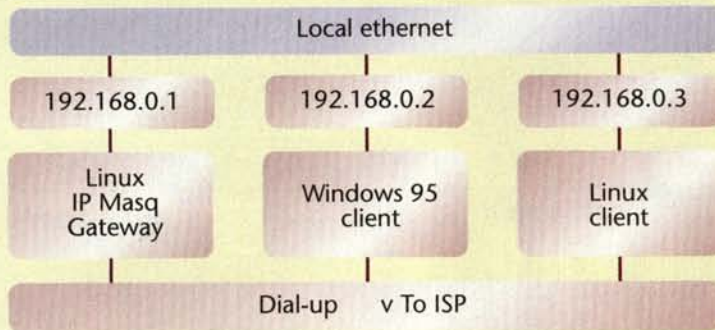 Local ethernet
192.168.0.1
192.168.0.2
192.168.0.3
Linux
IP Masq
Gateway
Windows 95
client
Linux
client
Dial-up v To ISP